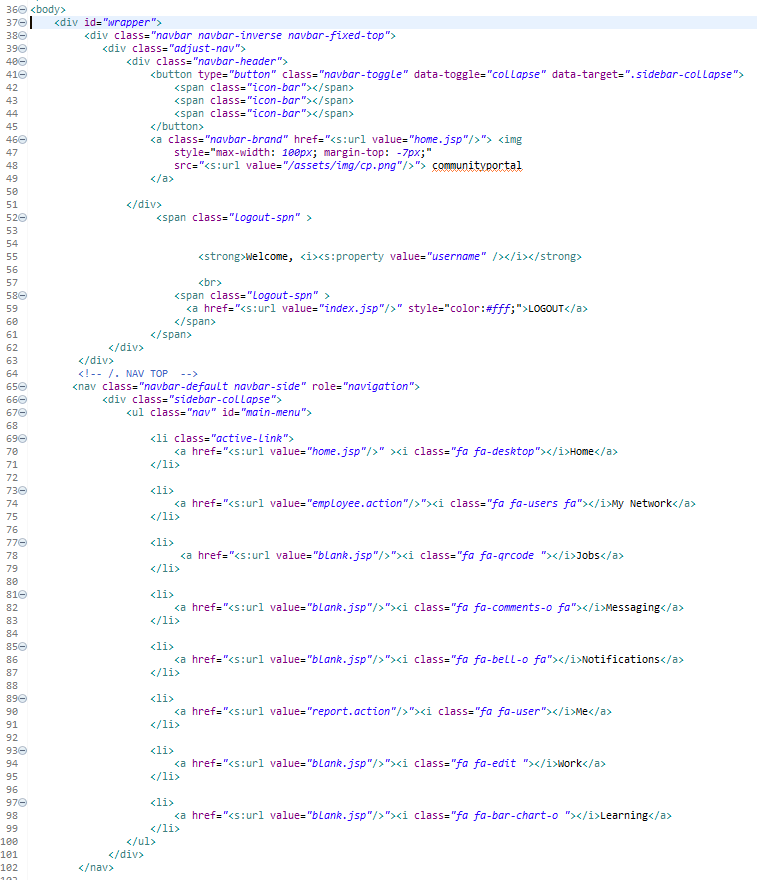 36 <body>
37 <div id="wrapper">
38 <div class="navbar navbar-inverse navbar-fixed-top">
39 <div class="adjust-nav">
40 <div class="navbar-header">
41 <button type="button" class="navbar-toggle" data-toggle="collapse" data-target=".sidebar-collapse">
42 <span class="icon-bar"></span>
43 <span class="icon-bar"></span>
44 <span class="icon-bar"></span>
45 </button>
46 <a class="navbar-brand" href="<s:url value="home.jsp"/>"> <img
47 style="max-width: 100px; margin-top: -7px;"
48 src="<s:url value="/assets/img/cp.png"/>"> communityportal
49 </a>
50
51 </div>
52 <span class="logout-spn" >
53
54
55 <strong>Welcome, <i><s:property value="username" /></i></strong>
56
57 <br>
58 <span class="logout-spn" >
59 <a href="<s:url value="index.jsp"/>" style="color:#fff;">LOGOUT</a>
60 </span>
61 </span>
62 </div>
63 </div>
64 <!-- /. NAV TOP  -->
65 <nav class="navbar-default navbar-side" role="navigation">
66 <div class="sidebar-collapse">
67 <ul class="nav" id="main-menu">
68
69 <li class="active-link">
70 <a href="<s:url value="home.jsp"/>" ><i class="fa fa-desktop"></i>Home</a>
71 </li>
72
73 <li>
74 <a href="<s:url value="employee.action"/>"><i class="fa fa-users fa"></i>My Network</a>
75 </li>
76
77 <li>
78 <a href="<s:url value="blank.jsp"/>"><i class="fa fa-qrcode "></i>Jobs</a>
79 </li>
80
81 <li>
82 <a href="<s:url value="blank.jsp"/>"><i class="fa fa-comments-o fa"></i>Messaging</a>
83 </li>
84
85 <li>
86 <a href="<s:url value="blank.jsp"/>"><i class="fa fa-bell-o fa"></i>Notifications</a>
87 </li>
88
89 <li>
90 <a href="<s:url value="report.action"/>"><i class="fa fa-user"></i>Me</a>
91 </li>
92
93 <li>
94 <a href="<s:url value="blank.jsp"/>"><i class="fa fa-edit "></i>Work</a>
95 </li>
96
97 <li>
98 <a href="<s:url value="blank.jsp"/>"><i class="fa fa-bar-chart-o "></i>Learning</a>
99 </li>
100 </ul>
101 </div>
102 </nav>